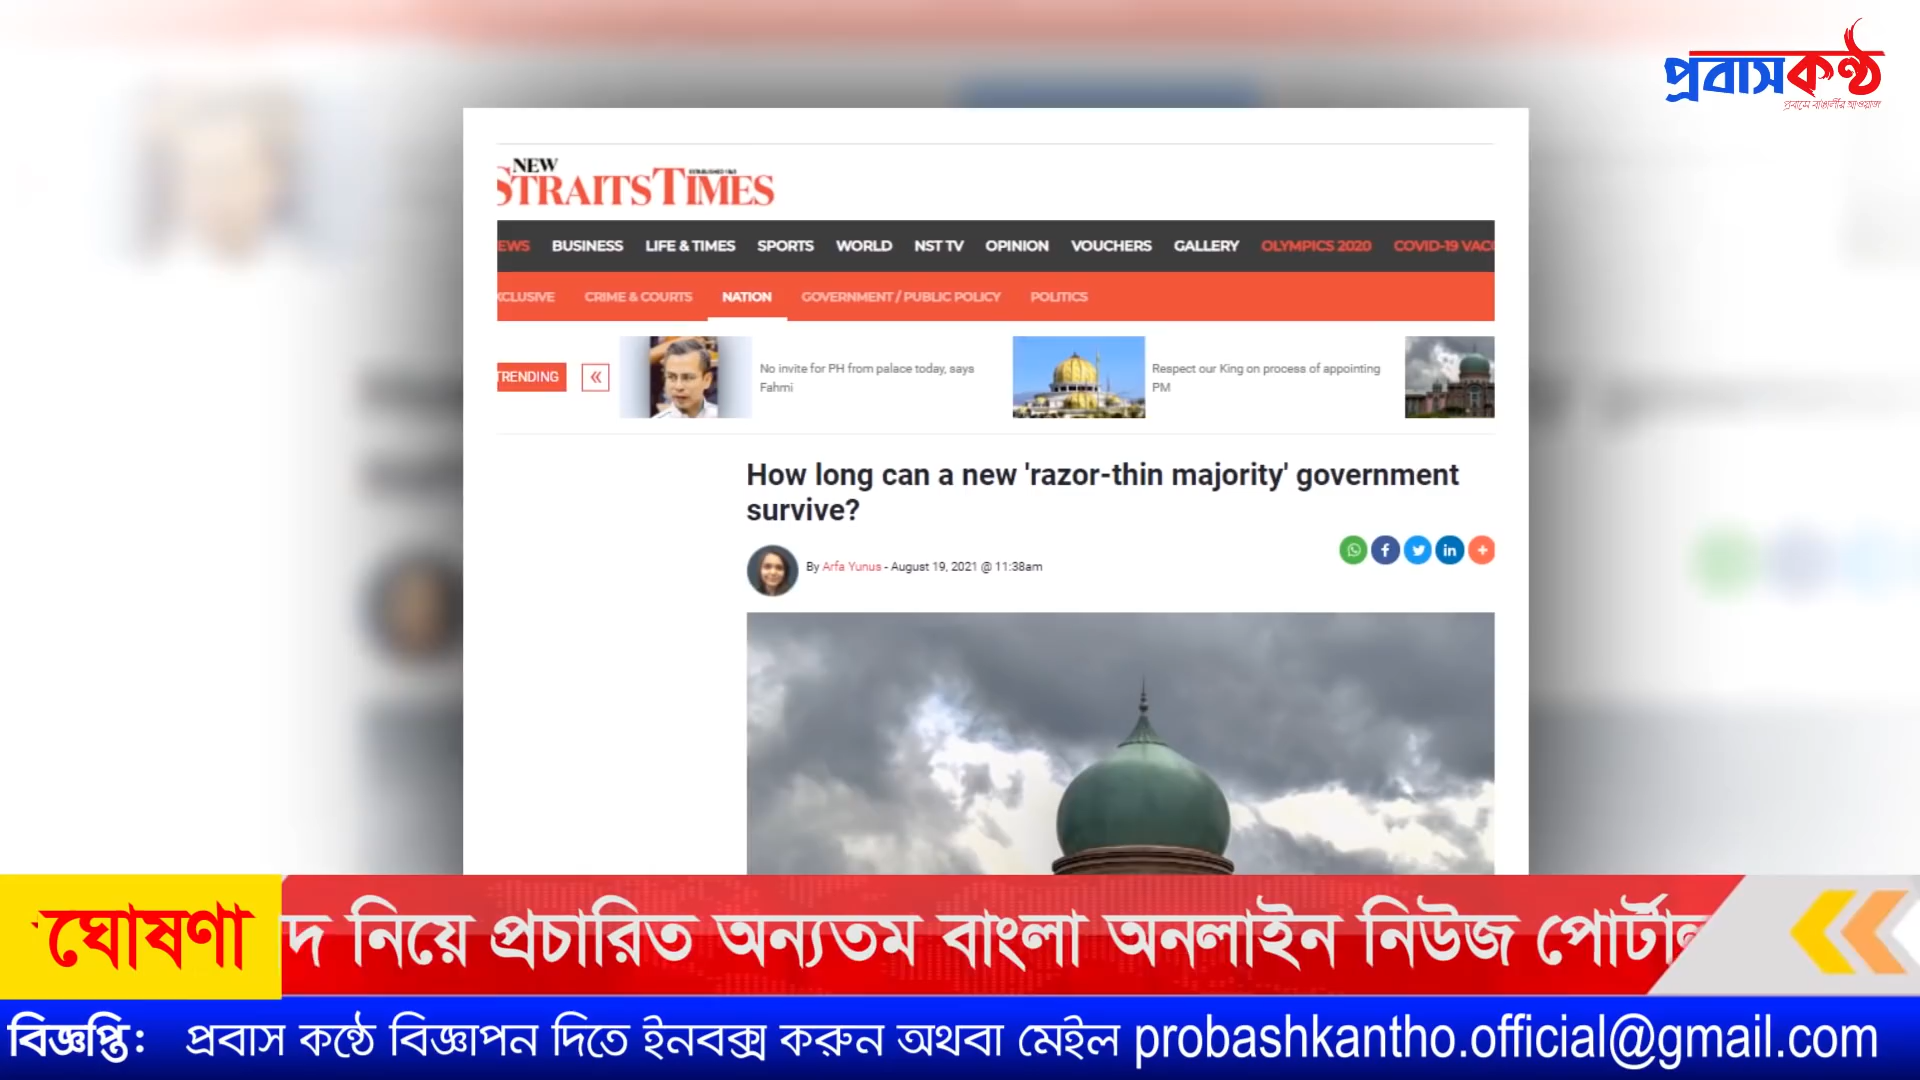 প্রবাসকণ্ঠ
প্রবাসে বাঙালীর আওয়াজ
NEW
STRAITS TIMES
EWS BUSINESS LIFE & TIMES SPORTS WORLD NST TV OPINION VOUCHERS GALLERY OLYMPICS 2020 COVID-19 VACC
XCLUSIVE CRIME & COURTS NATION GOVERNMENT / PUBLIC POLICY POLITICS
TRENDING « No invite for PH from palace today, says
Fahmi
Respect our King on process of appointing
PM
How long can a new 'razor-thin majority' government
survive?
By Arfa Yunus - August 19, 2021 @ 11:38am
ঘোষণা দ নিয়ে প্রচারিত অন্যতম বাংলা অনলাইন নিউজ পোর্টাল
বিজ্ঞপ্তি: প্রবাস কণ্ঠে বিজ্ঞাপন দিতে ইনবক্স করুন অথবা মেইল probashkantho.official@gmail.com